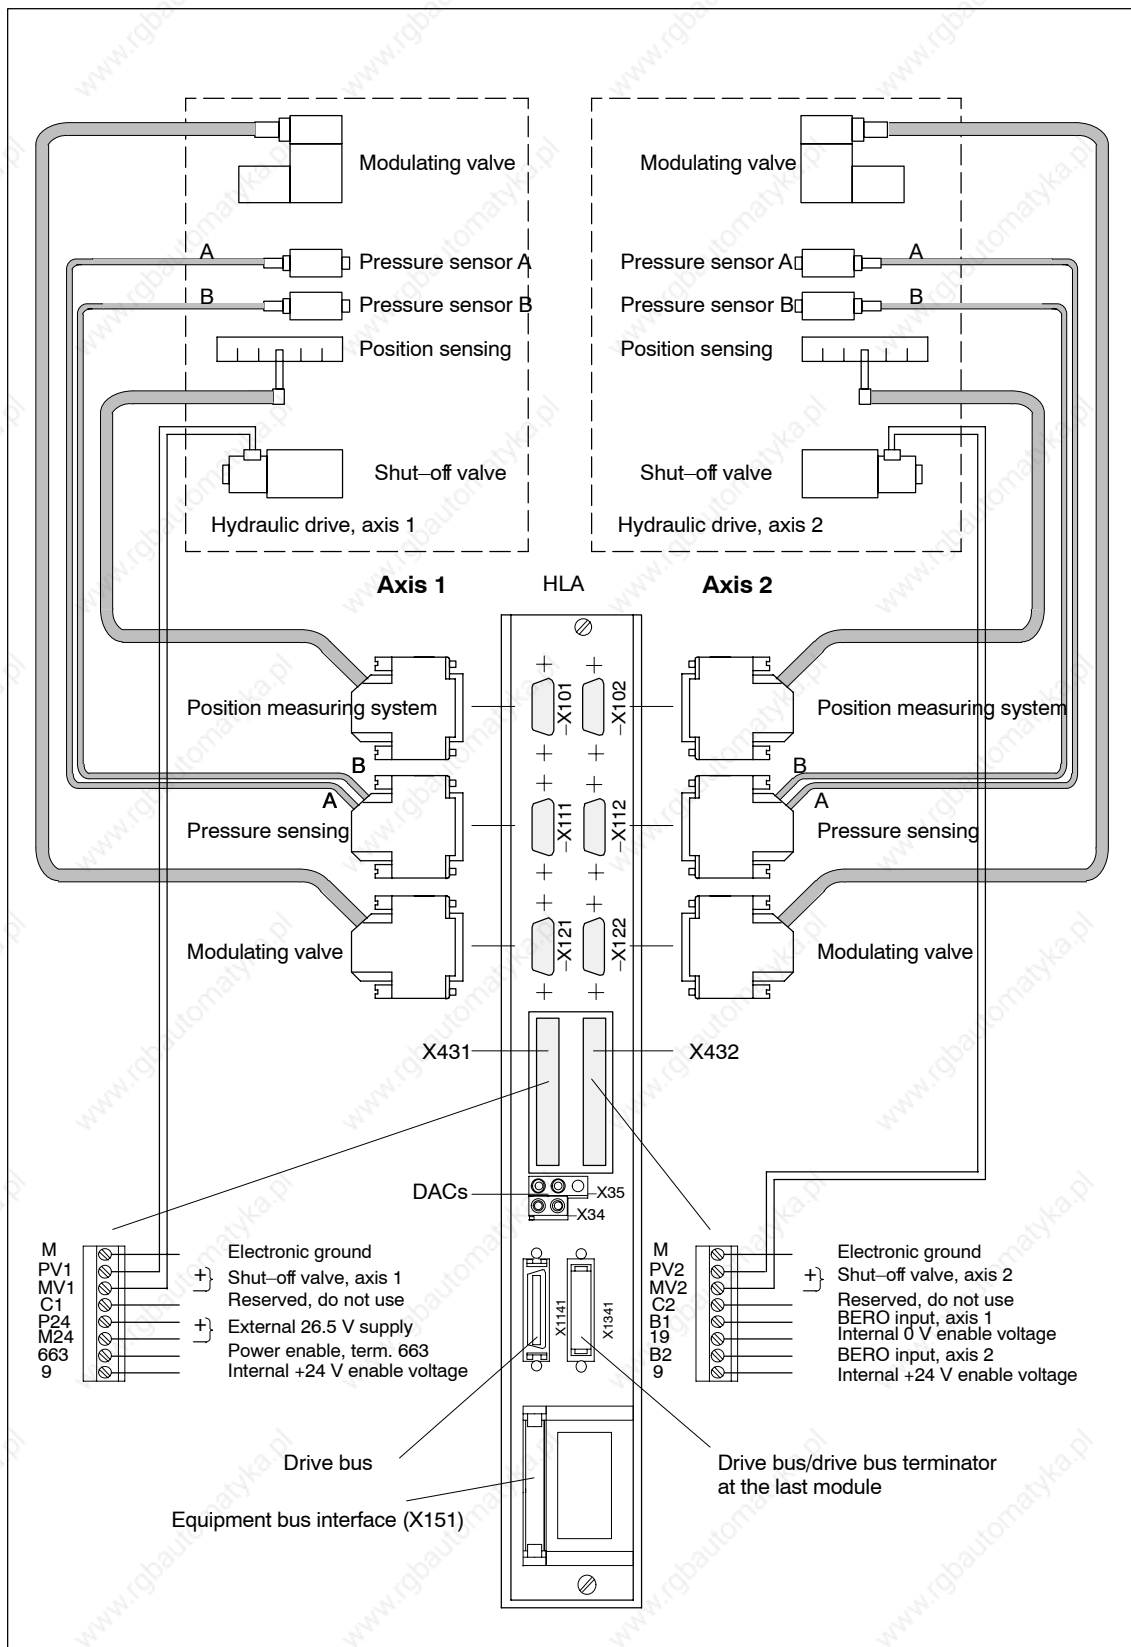 Modulating valve
Modulating valve
A
Pressure sensor A
Pressure sensor A
A
B
Pressure sensor B
Pressure sensor B
B
Position sensing
Position sensing
Shut–off valve
Shut–off valve
Hydraulic drive, axis 1
Hydraulic drive, axis 2
Axis 1
HLA
Axis 2
Position measuring system
–X101
–X102
Position measuring system
B
A
B
A
Pressure sensing
–X111
–X112
Pressure sensing
Modulating valve
–X121
–X122
Modulating valve
X431
X432
DACs
–X35
–X34
M
Electronic ground
PV1
+ Shut–off valve, axis 1
MV1
C1
Reserved, do not use
P24
+ External 26.5 V supply
M24
663
Power enable, term. 663
9
Internal +24 V enable voltage
X1141
X1341
M
Electronic ground
PV2
+ Shut–off valve, axis 2
MV2
C2
Reserved, do not use
B1
BERO input, axis 1
19
Internal 0 V enable voltage
B2
BERO input, axis 2
9
Internal +24 V enable voltage
Drive bus
Drive bus/drive bus terminator
at the last module
Equipment bus interface (X151)
www.rgbautomatyka.pl